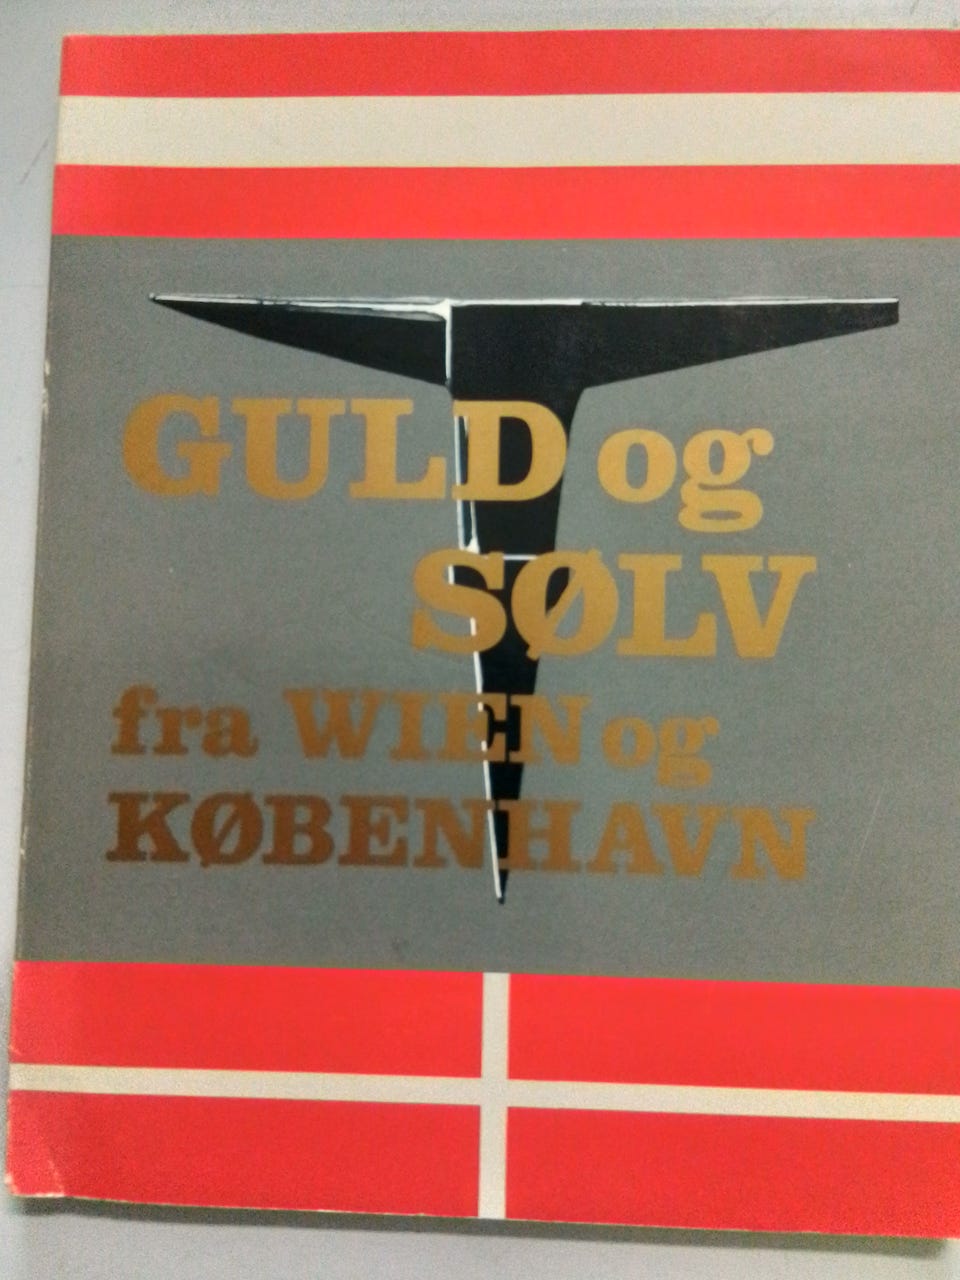 GULD og
SØLV
fra WIEN og
KØBENHAVN